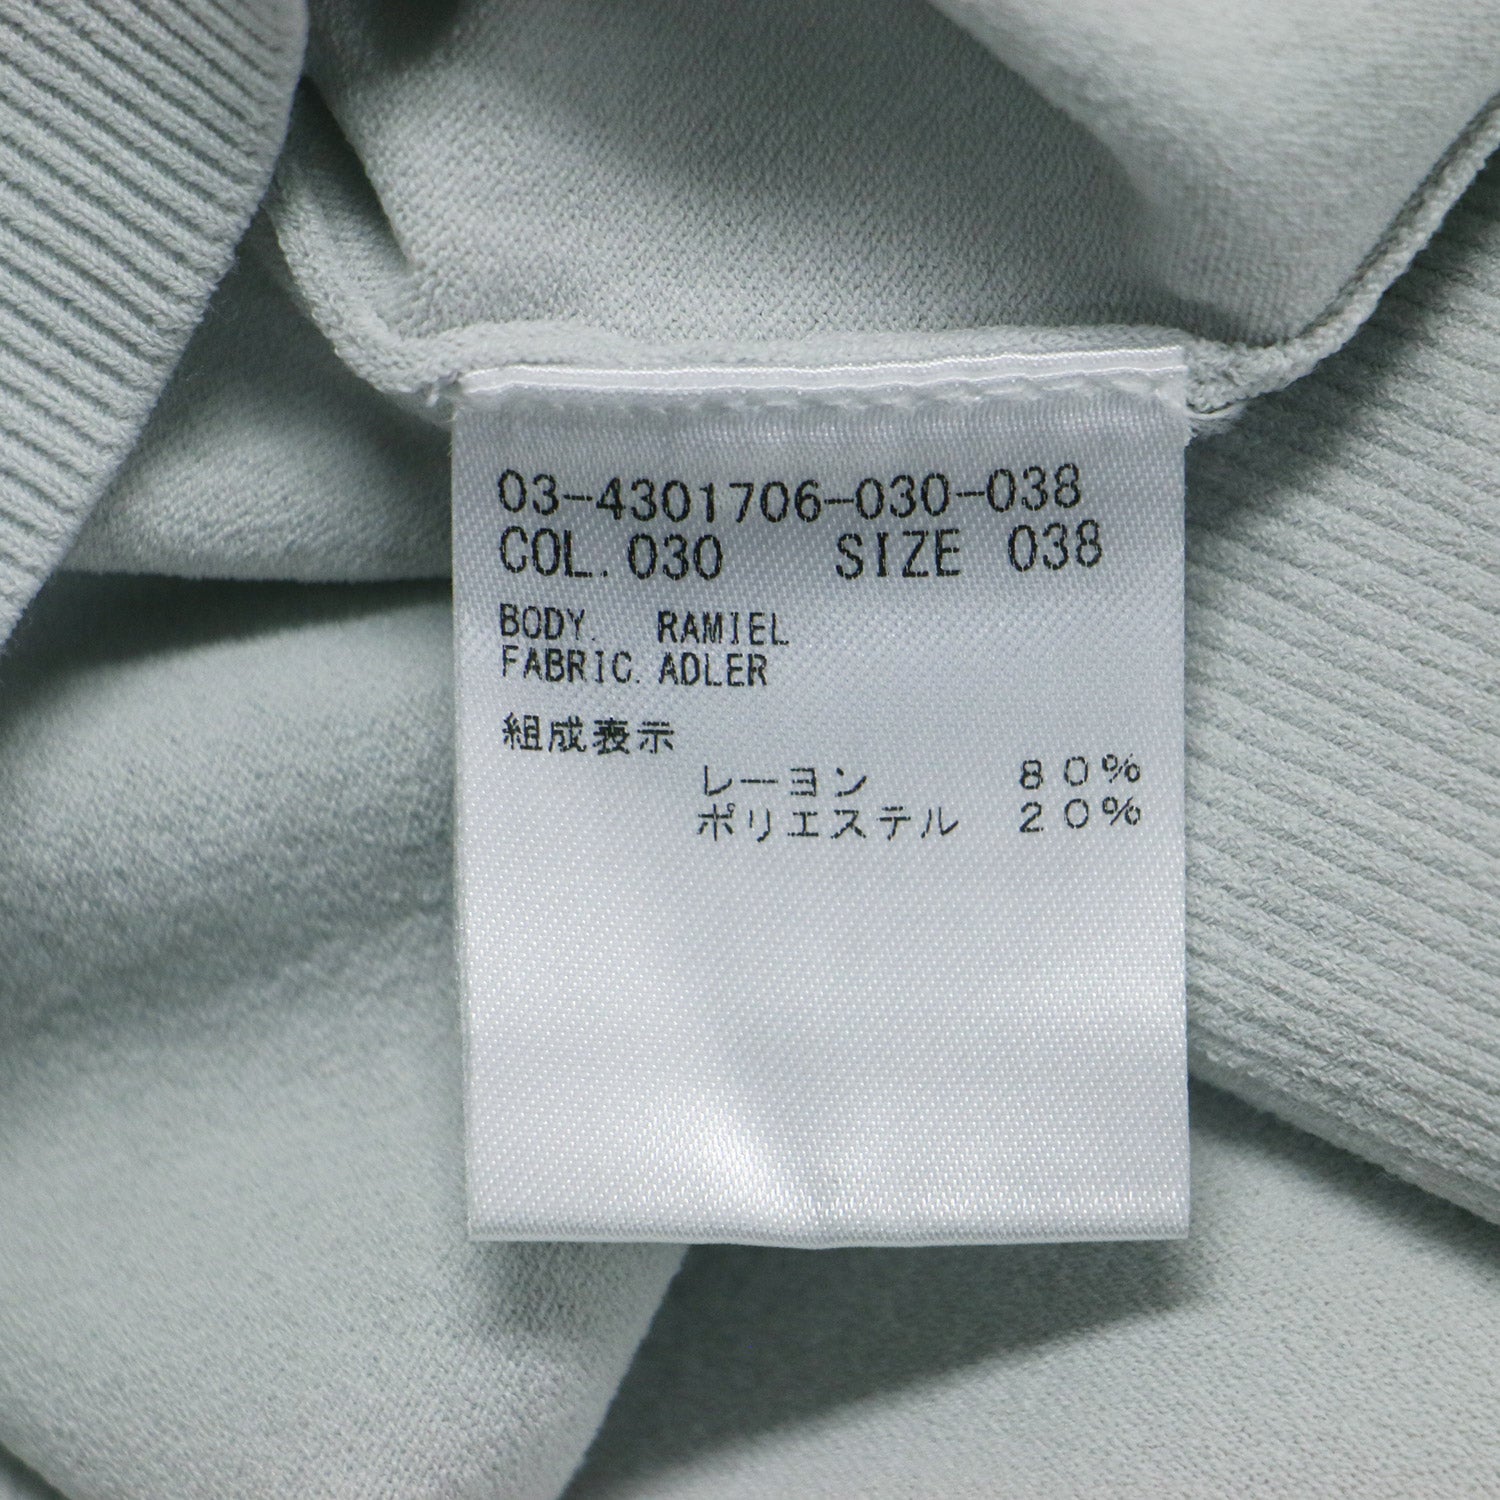 03-4301706-030-038
COL.030 SIZE 038
BODY. RAMIEL
FABRIC.ADLER
組成表示
レーヨン 80%
ポリエステル 20%